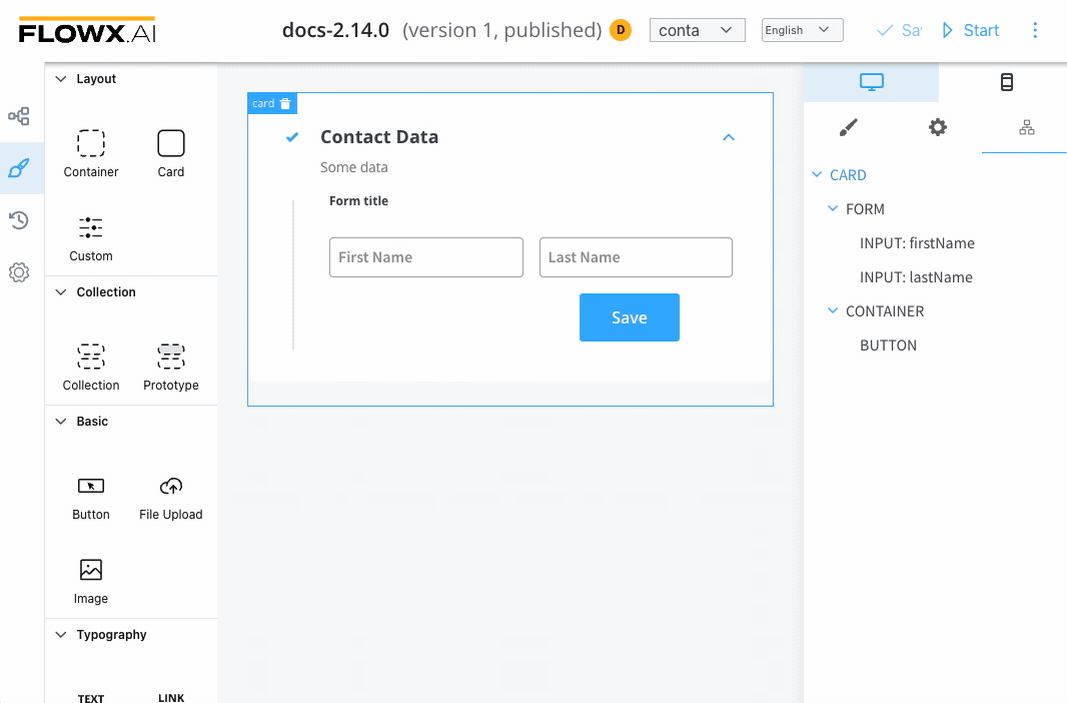 FLOWX.AI
docs-2.14.0 (version 1, published) D conta English Sa Start
Layout
Container Card
Custom
Collection
Collection Prototype
Basic
Button File Upload
Image
Typography
TEXT LINK
card
Contact Data
Some data
Form title
First Name Last Name
Save
CARD
FORM
INPUT: firstName
INPUT: lastName
CONTAINER
BUTTON